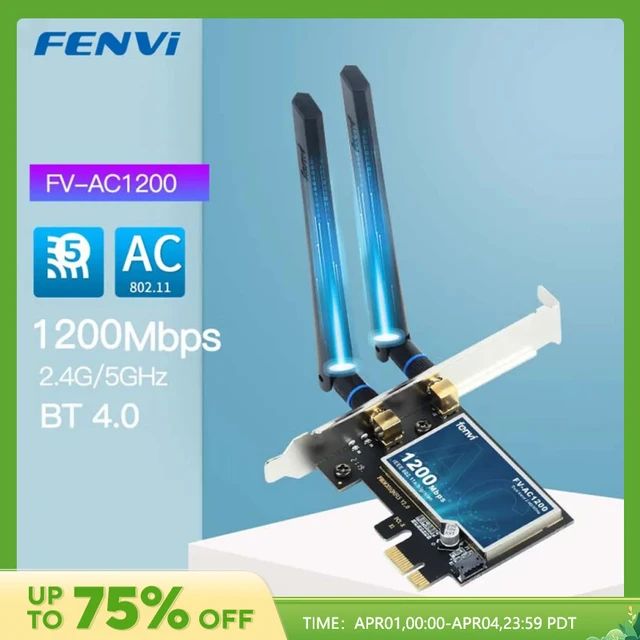 FENVI
FV-AC1200
5
AC
802.11
1200Mbps
2.4G/5GHz
BT 4.0
fenvi
1200Mbps
FV-AC1200
UP TO 75% OFF
TIME: APR01,00:00-APR04,23:59 PDT